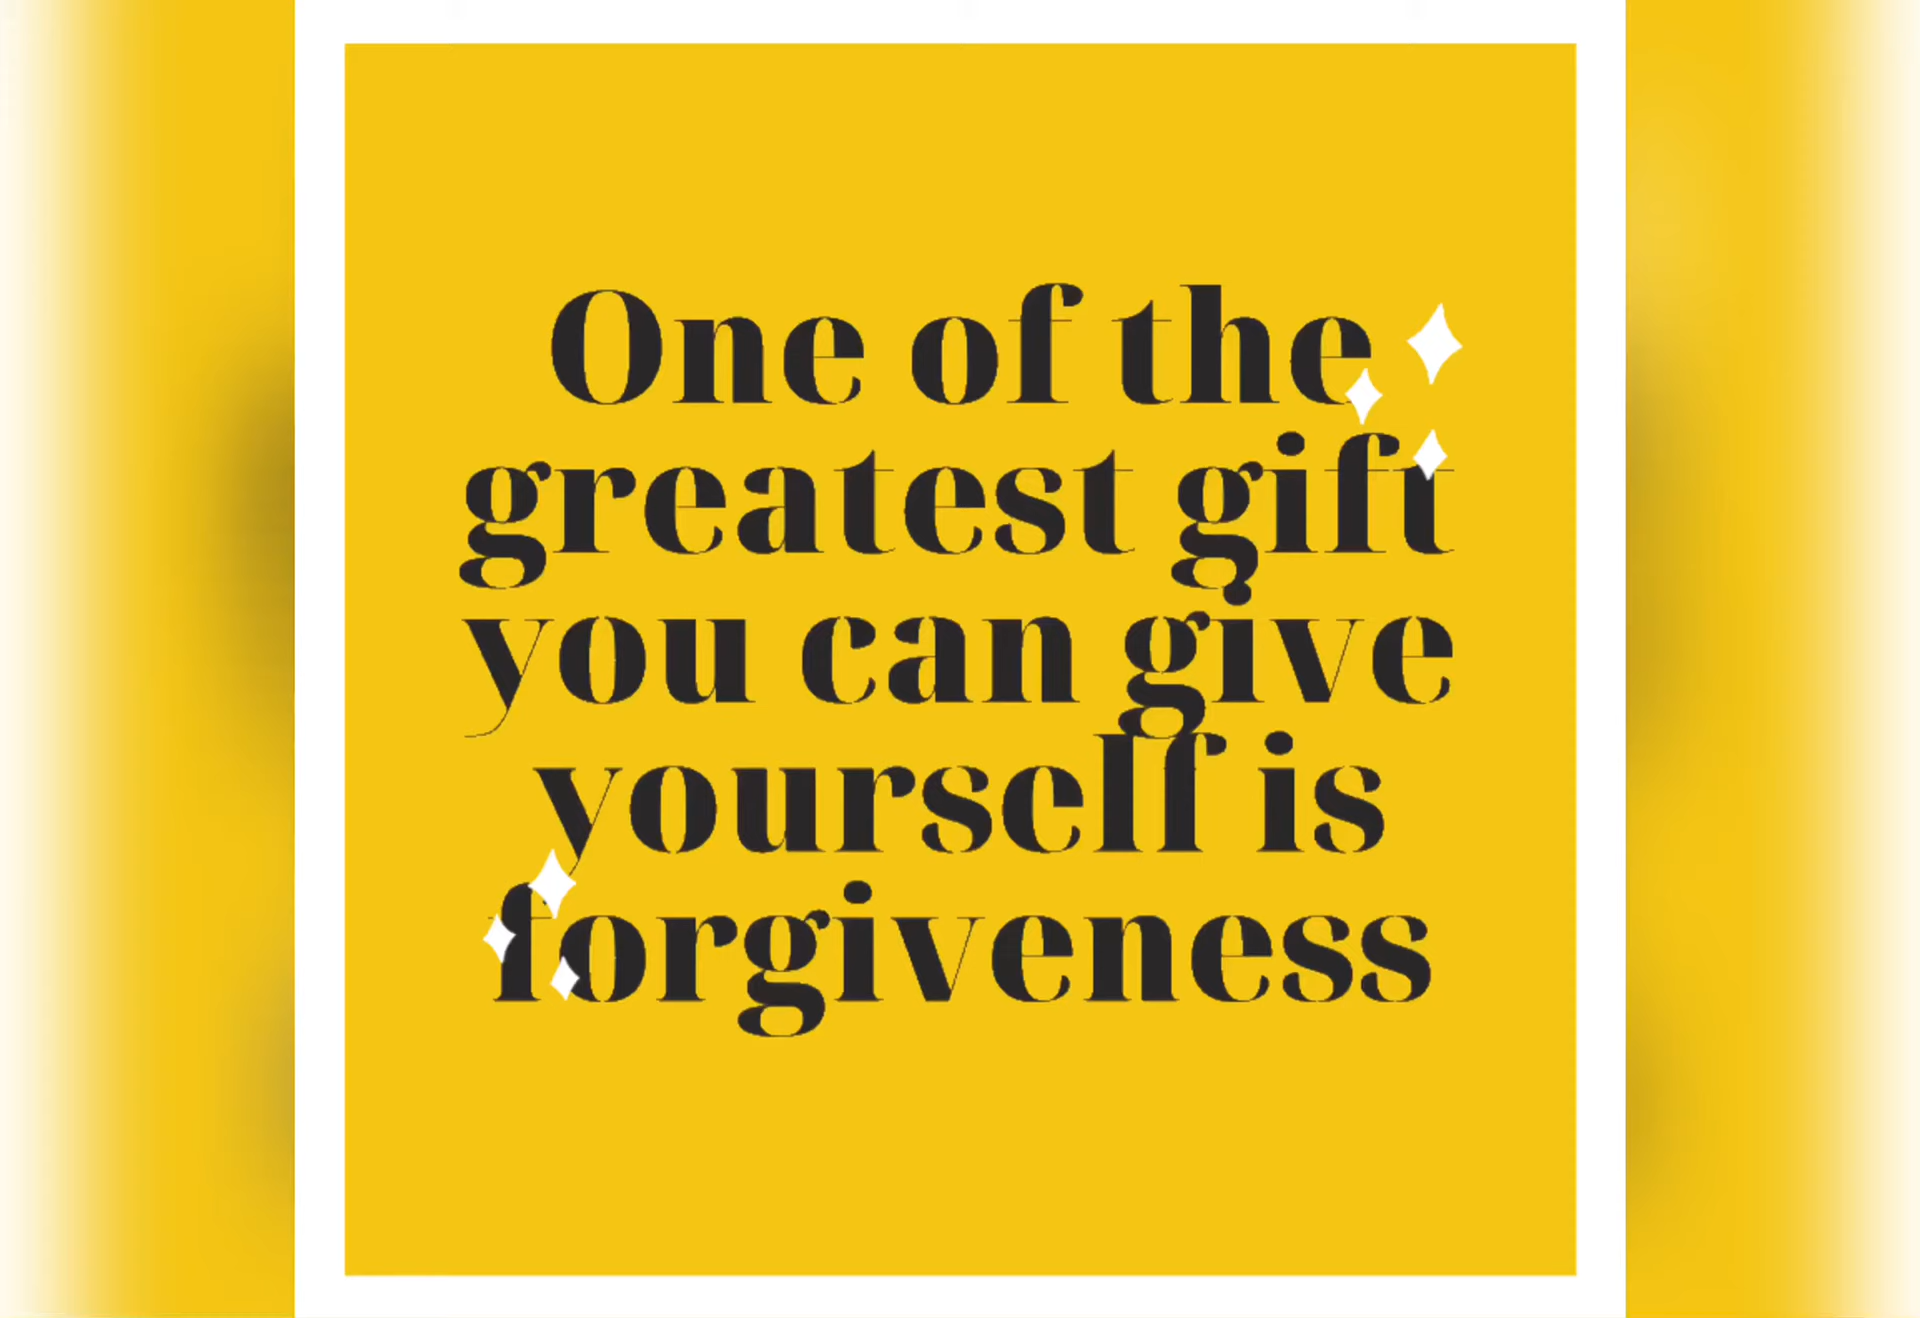 One of the
greatest gift
you can give
yourself is
forgiveness